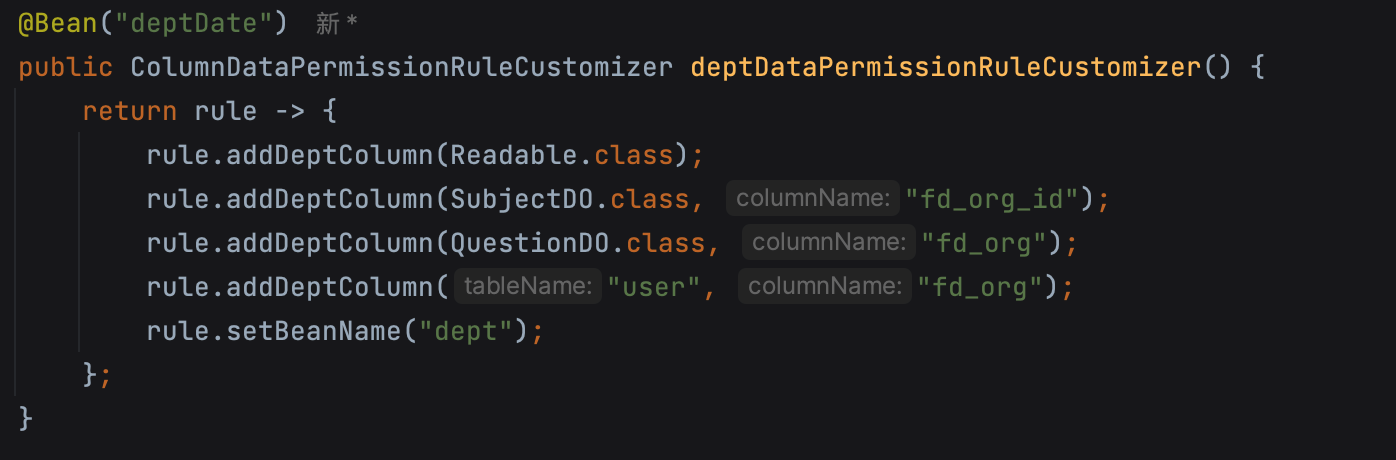 @Bean("deptDate") 新 *
public ColumnDataPermissionRuleCustomizer deptDataPermissionRuleCustomizer() {
    return rule -> {
        rule.addDeptColumn(Readable.class);
        rule.addDeptColumn(SubjectDO.class, columnName: "fd_org_id");
        rule.addDeptColumn(QuestionDO.class, columnName: "fd_org");
        rule.addDeptColumn( tableName: "user", columnName: "fd_org");
        rule.setBeanName("dept");
    };
}